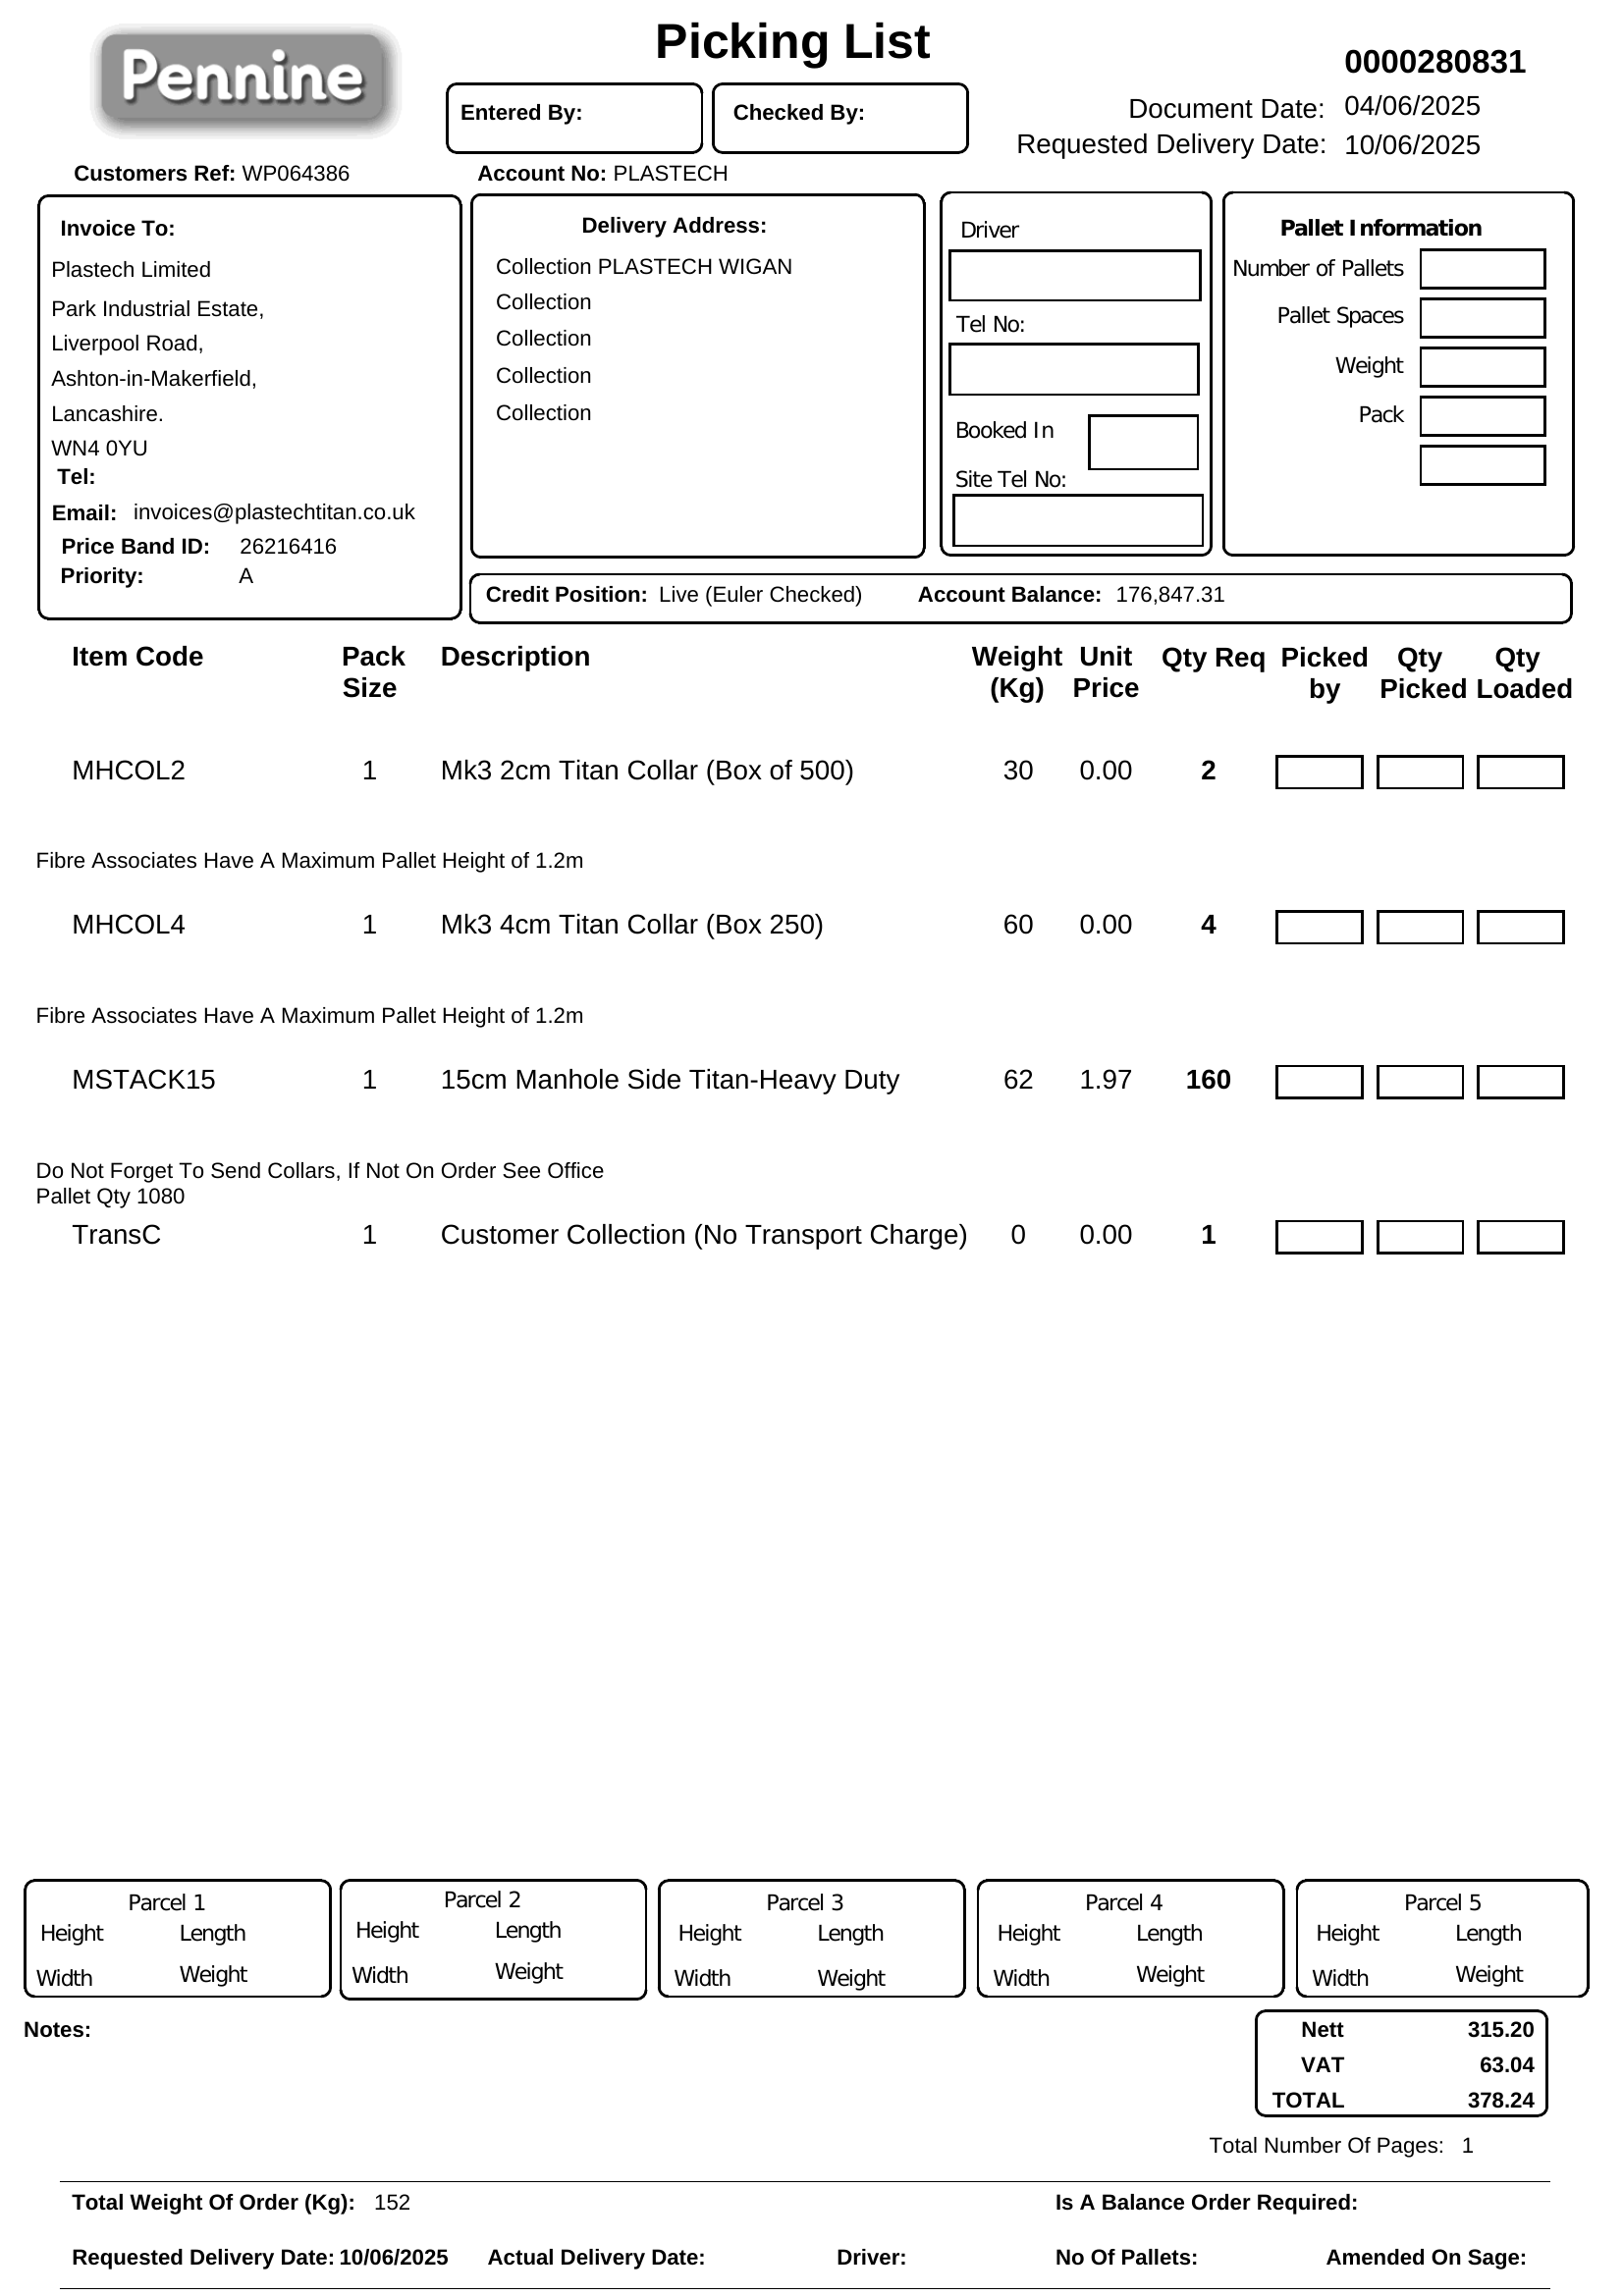 Pennine
Picking List
0000280831
Entered By:
Checked By:
Document Date: 04/06/2025
Requested Delivery Date: 10/06/2025
Customers Ref: WP064386
Account No: PLASTECH
Invoice To:
Plastech Limited
Park Industrial Estate,
Liverpool Road,
Ashton-in-Makerfield,
Lancashire.
WN4 0YU
Tel:
Email: invoices@plastechtitan.co.uk
Price Band ID: 26216416
Priority: A
Delivery Address:
Collection PLASTECH WIGAN
Collection
Collection
Collection
Collection
Driver
Tel No:
Booked In
Site Tel No:
Pallet Information
Number of Pallets
Pallet Spaces
Weight
Pack
Credit Position: Live (Euler Checked) Account Balance: 176,847.31
Item Code Pack Size Description Weight (Kg) Unit Price Qty Req Picked by Qty Picked Qty Loaded
MHCOL2 1 Mk3 2cm Titan Collar (Box of 500) 30 0.00 2
Fibre Associates Have A Maximum Pallet Height of 1.2m
MHCOL4 1 Mk3 4cm Titan Collar (Box 250) 60 0.00 4
Fibre Associates Have A Maximum Pallet Height of 1.2m
MSTACK15 1 15cm Manhole Side Titan-Heavy Duty 62 1.97 160
Do Not Forget To Send Collars, If Not On Order See Office
Pallet Qty 1080
TransC 1 Customer Collection (No Transport Charge) 0 0.00 1
Parcel 1
Height Length
Width Weight
Parcel 2
Height Length
Width Weight
Parcel 3
Height Length
Width Weight
Parcel 4
Height Length
Width Weight
Parcel 5
Height Length
Width Weight
Notes:
Nett 315.20
VAT 63.04
TOTAL 378.24
Total Number Of Pages: 1
Total Weight Of Order (Kg): 152 Is A Balance Order Required:
Requested Delivery Date: 10/06/2025 Actual Delivery Date: Driver: No Of Pallets: Amended On Sage: